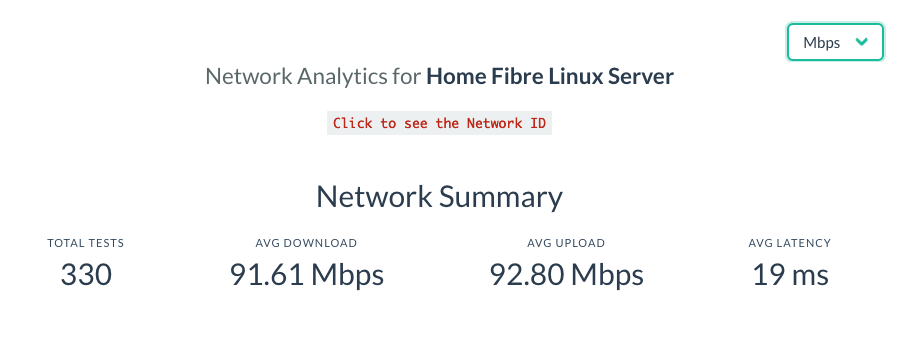 Mbps
Network Analytics for Home Fibre Linux Server
Click to see the Network ID
Network Summary
TOTAL TESTS
330
AVG DOWNLOAD
91.61 Mbps
AVG UPLOAD
92.80 Mbps
AVG LATENCY
19 ms